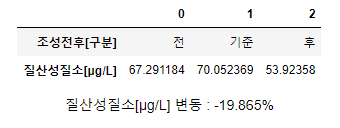 0 1 2
조성전후[구분] 전 기준 후
질산성질소[μg/L] 67.291184 70.052369 53.92358
질산성질소[μg/L] 변동 : -19.865%